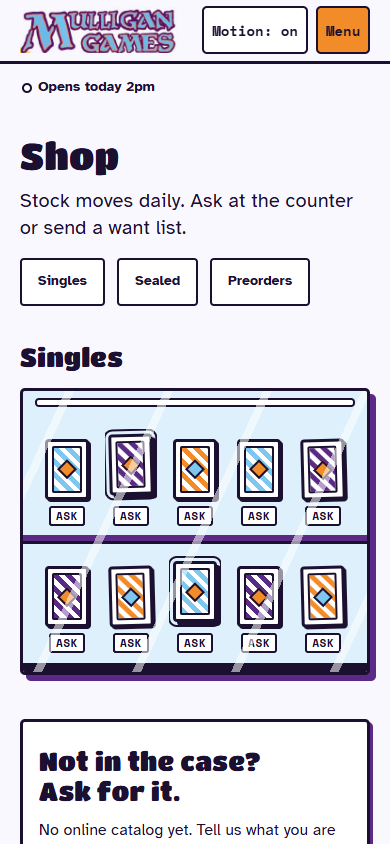 MULLIGAN
GAMES
Motion: on
Menu
Opens today 2pm
Shop
Stock moves daily. Ask at the counter
or send a want list.
Singles
Sealed
Preorders
Singles
ASK
ASK
ASK
ASK
ASK
ASK
ASK
ASK
ASK
ASK
Not in the case?
Ask for it.
No online catalog yet. Tell us what you are